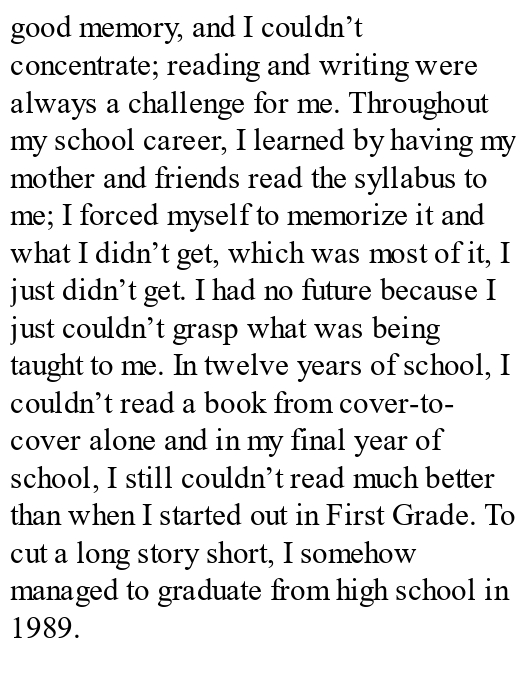 good memory, and I couldn’t
concentrate; reading and writing were
always a challenge for me. Throughout
my school career, I learned by having my
mother and friends read the syllabus to
me; I forced myself to memorize it and
what I didn’t get, which was most of it, I
just didn’t get. I had no future because I
just couldn’t grasp what was being
taught to me. In twelve years of school, I
couldn’t read a book from cover-to-
cover alone and in my final year of
school, I still couldn’t read much better
than when I started out in First Grade. To
cut a long story short, I somehow
managed to graduate from high school in
1989.